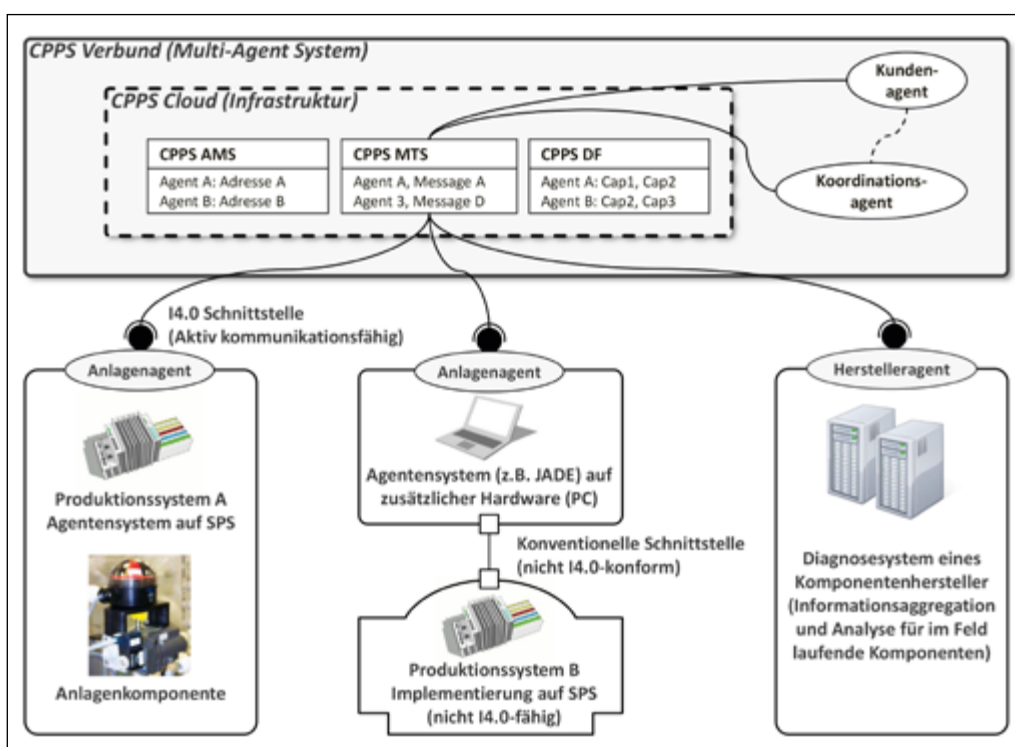 CPPS Verbund (Multi-Agent System)
CPPS Cloud (Infrastruktur)
Kunden-
agent
CPPS AMS
Agent A: Adresse A
Agent B: Adresse B
CPPS MTS
Agent A, Message A
Agent 3, Message D
CPPS DF
Agent A: Cap1, Cap2
Agent B: Cap2, Cap3
Koordinations-
agent
I4.0 Schnittstelle
(Aktiv kommunikationsfähig)
Anlagenagent
Produktionssystem A
Agentensystem auf SPS
Anlagenkomponente
Anlagenagent
Agentensystem (z.B. JADE) auf
zusätzlicher Hardware (PC)
Konventionelle Schnittstelle
(nicht I4.0-konform)
Produktionssystem B
Implementierung auf SPS
(nicht I4.0-fähig)
Herstelleragent
Diagnosesystem eines
Komponentenhersteller
(Informationsaggregation
und Analyse für im Feld
laufende Komponenten)